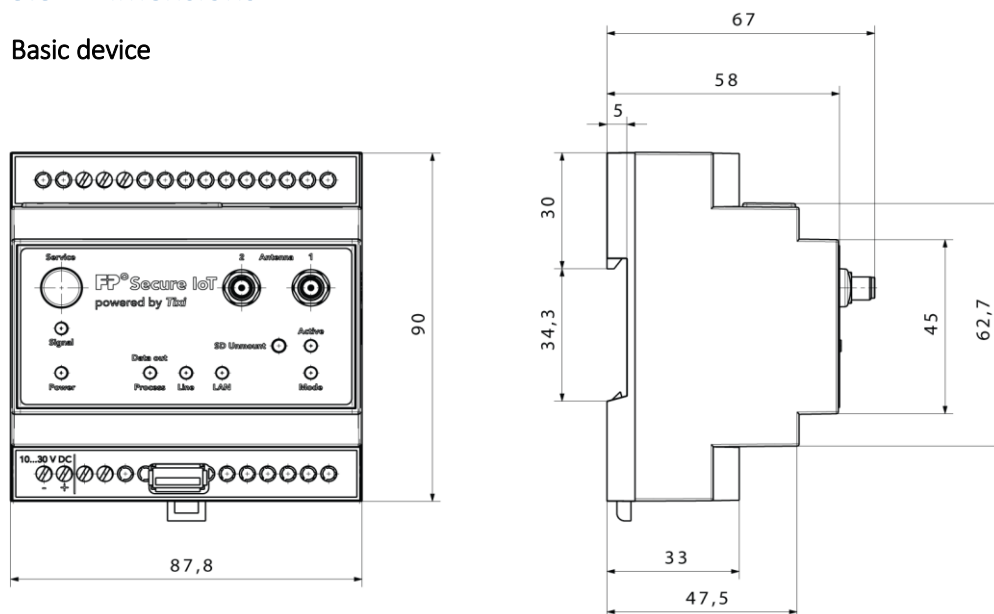 Basic device
67
58
5
30
34,3
90
45
62,7
33
47,5
87,8
Service
2 Antenna 1
FP® Secure IoT
powered by Tixi
Signal
Active
SD Unmount
Data out
Power
Process Line LAN
Mode
10...30 V DC
- +